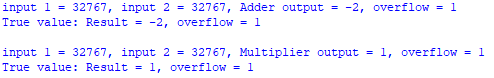 input 1 = 32767, input 2 = 32767, Adder output = -2, overflow = 1
True value: Result = -2, overflow = 1
input 1 = 32767, input 2 = 32767, Multiplier output = 1, overflow = 1
True value: Result = 1, overflow = 1